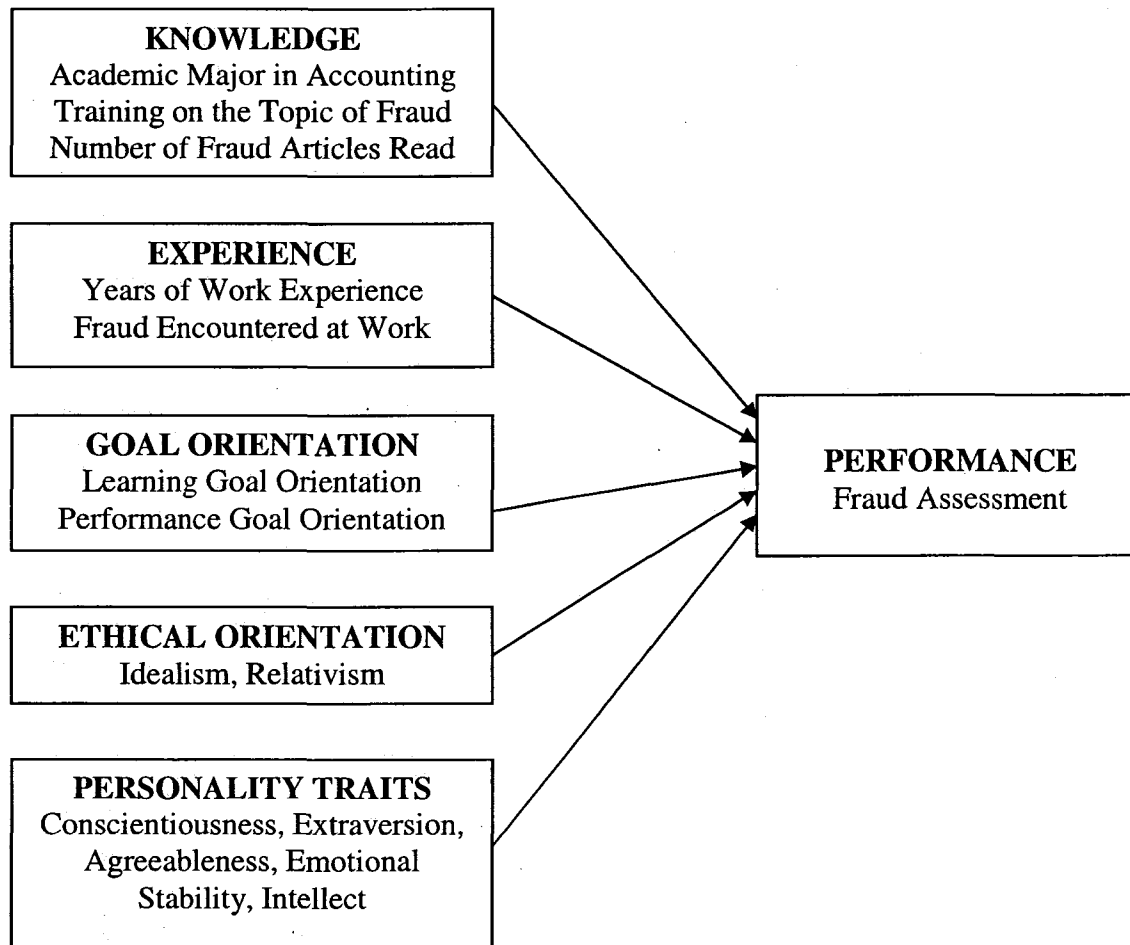 KNOWLEDGE
Academic Major in Accounting
Training on the Topic of Fraud
Number of Fraud Articles Read
EXPERIENCE
Years of Work Experience
Fraud Encountered at Work
GOAL ORIENTATION
Learning Goal Orientation
Performance Goal Orientation
ETHICAL ORIENTATION
Idealism, Relativism
PERSONALITY TRAITS
Conscientiousness, Extraversion,
Agreeableness, Emotional
Stability, Intellect
PERFORMANCE
Fraud Assessment